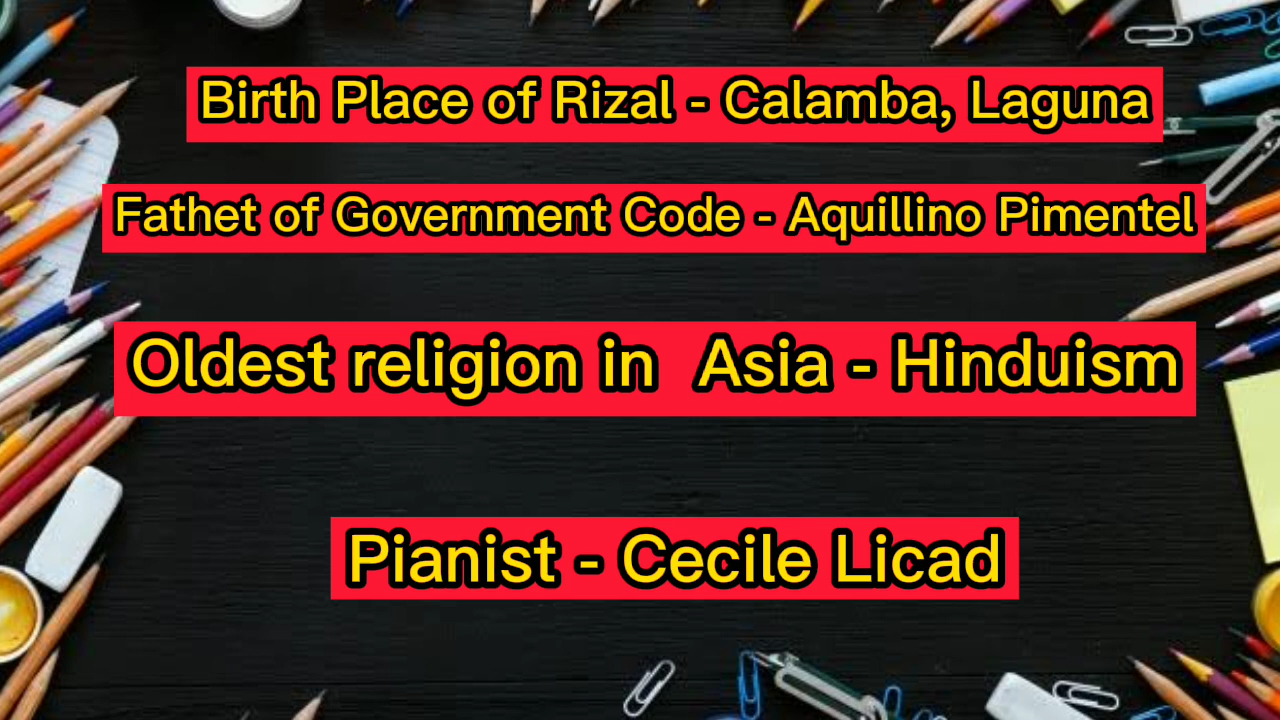 Birth Place of Rizal - Calamba, Laguna
Fathet of Government Code - Aquillino Pimentel
Oldest religion in Asia - Hinduism
Pianist - Cecile Licad